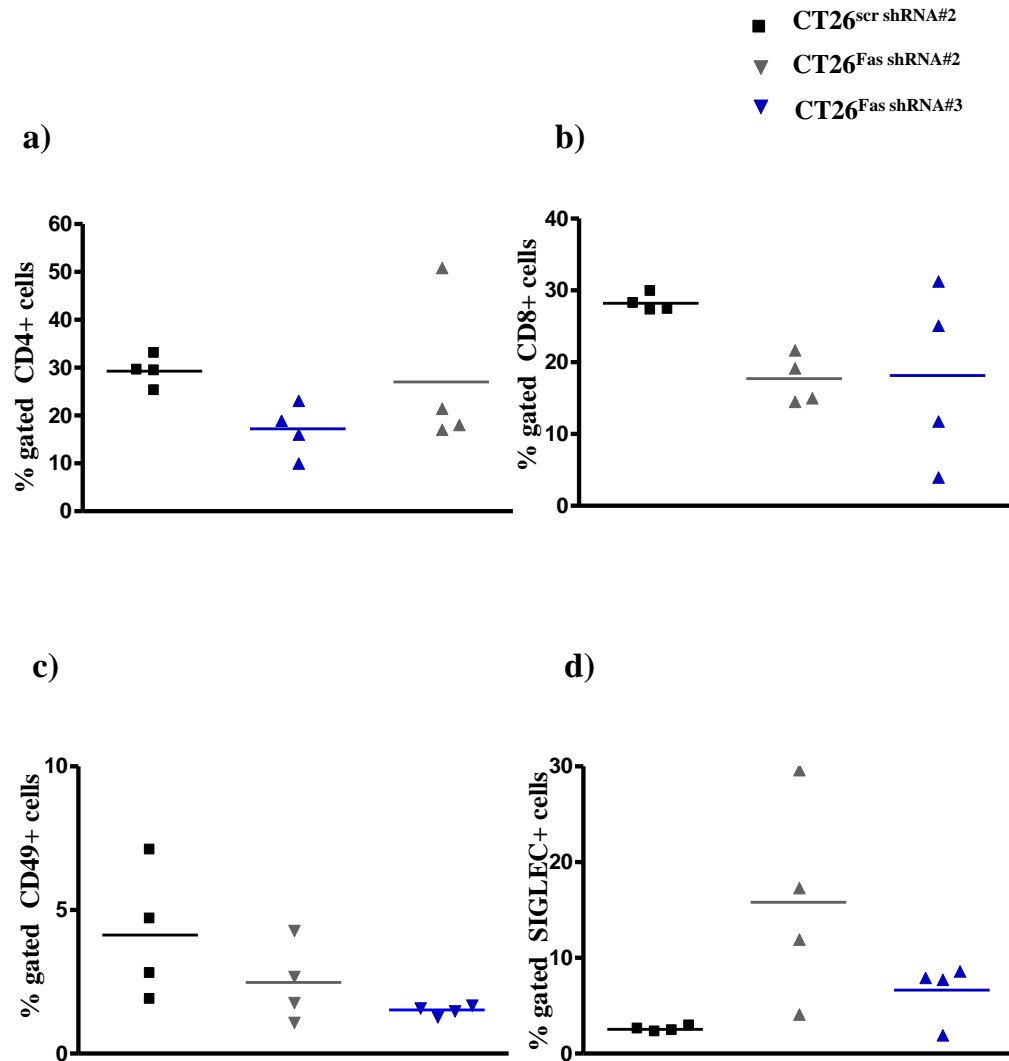 CT26scr shRNA#2
CT26Fas shRNA#2
CT26Fas shRNA#3
a)
% gated CD4+ cells
60
50
40
30
20
10
0
b)
% gated CD8+ cells
40
30
20
10
0
c)
% gated CD49+ cells
10
5
0
d)
% gated SIGLEC+ cells
30
20
10
0